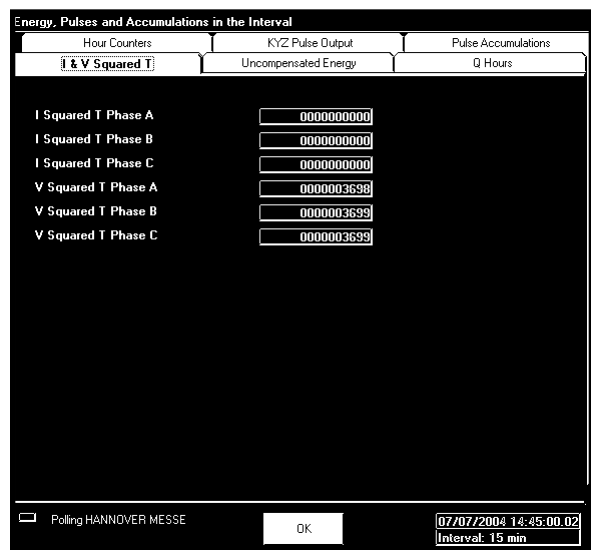 Energy, Pulses and Accumulations in the Interval
Hour Counters KYZ Pulse Output Pulse Accumulations
I & V Squared T Uncompensated Energy Q Hours
I Squared T Phase A 0000000000
I Squared T Phase B 0000000000
I Squared T Phase C 0000000000
V Squared T Phase A 0000003698
V Squared T Phase B 0000003699
V Squared T Phase C 0000003699
Polling HANNOVER MESSE OK 07/07/2004 14:45:00.02
Interval: 15 min